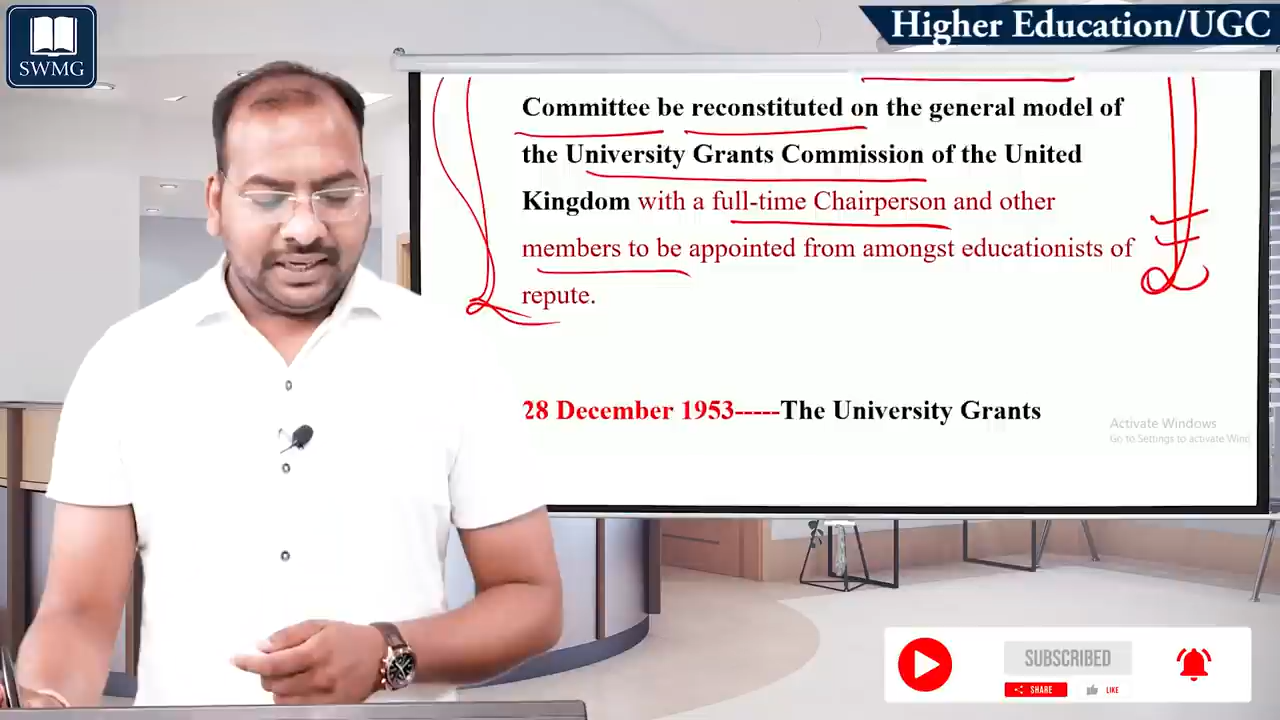 Higher Education/UGC
SWMG
Committee be reconstituted on the general model of
the University Grants Commission of the United
Kingdom with a full-time Chairperson and other
members to be appointed from amongst educationists of
repute.
28 December 1953-----The University Grants
Activate Windows
Go to Settings to activate Wind
SUBSCRIBED
SHARE
LIKE